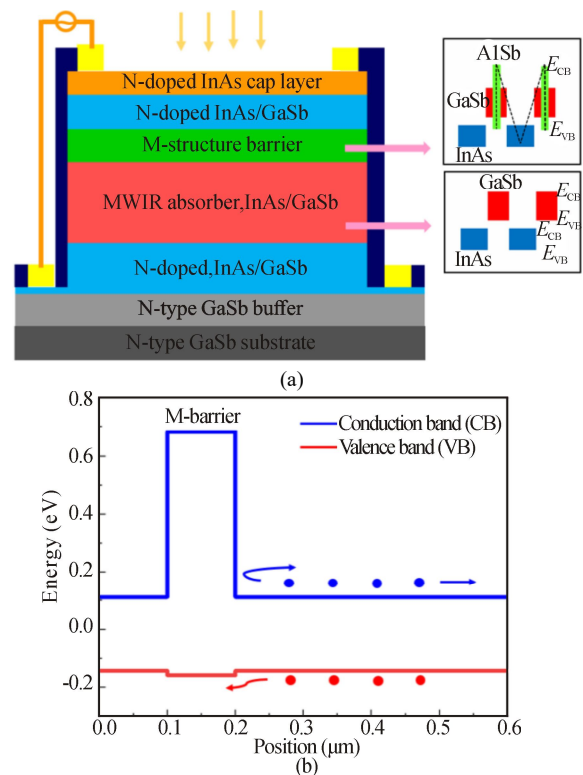 N-doped InAs cap layer
N-doped InAs/GaSb
M-structure barrier
MWIR absorber,InAs/GaSb
N-doped,InAs/GaSb
N-type GaSb buffer
N-type GaSb substrate
A1Sb
E_CB
GaSb
E_VB
InAs
GaSb
E_CB
E_VB
E_CB
InAs
E_VB
(a)
M-barrier
Conduction band (CB)
Valence band (VB)
Energy (eV)
0.8
0.6
0.4
0.2
0.0
-0.2
0.0 0.1 0.2 0.3 0.4 0.5 0.6
Position (μm)
(b)